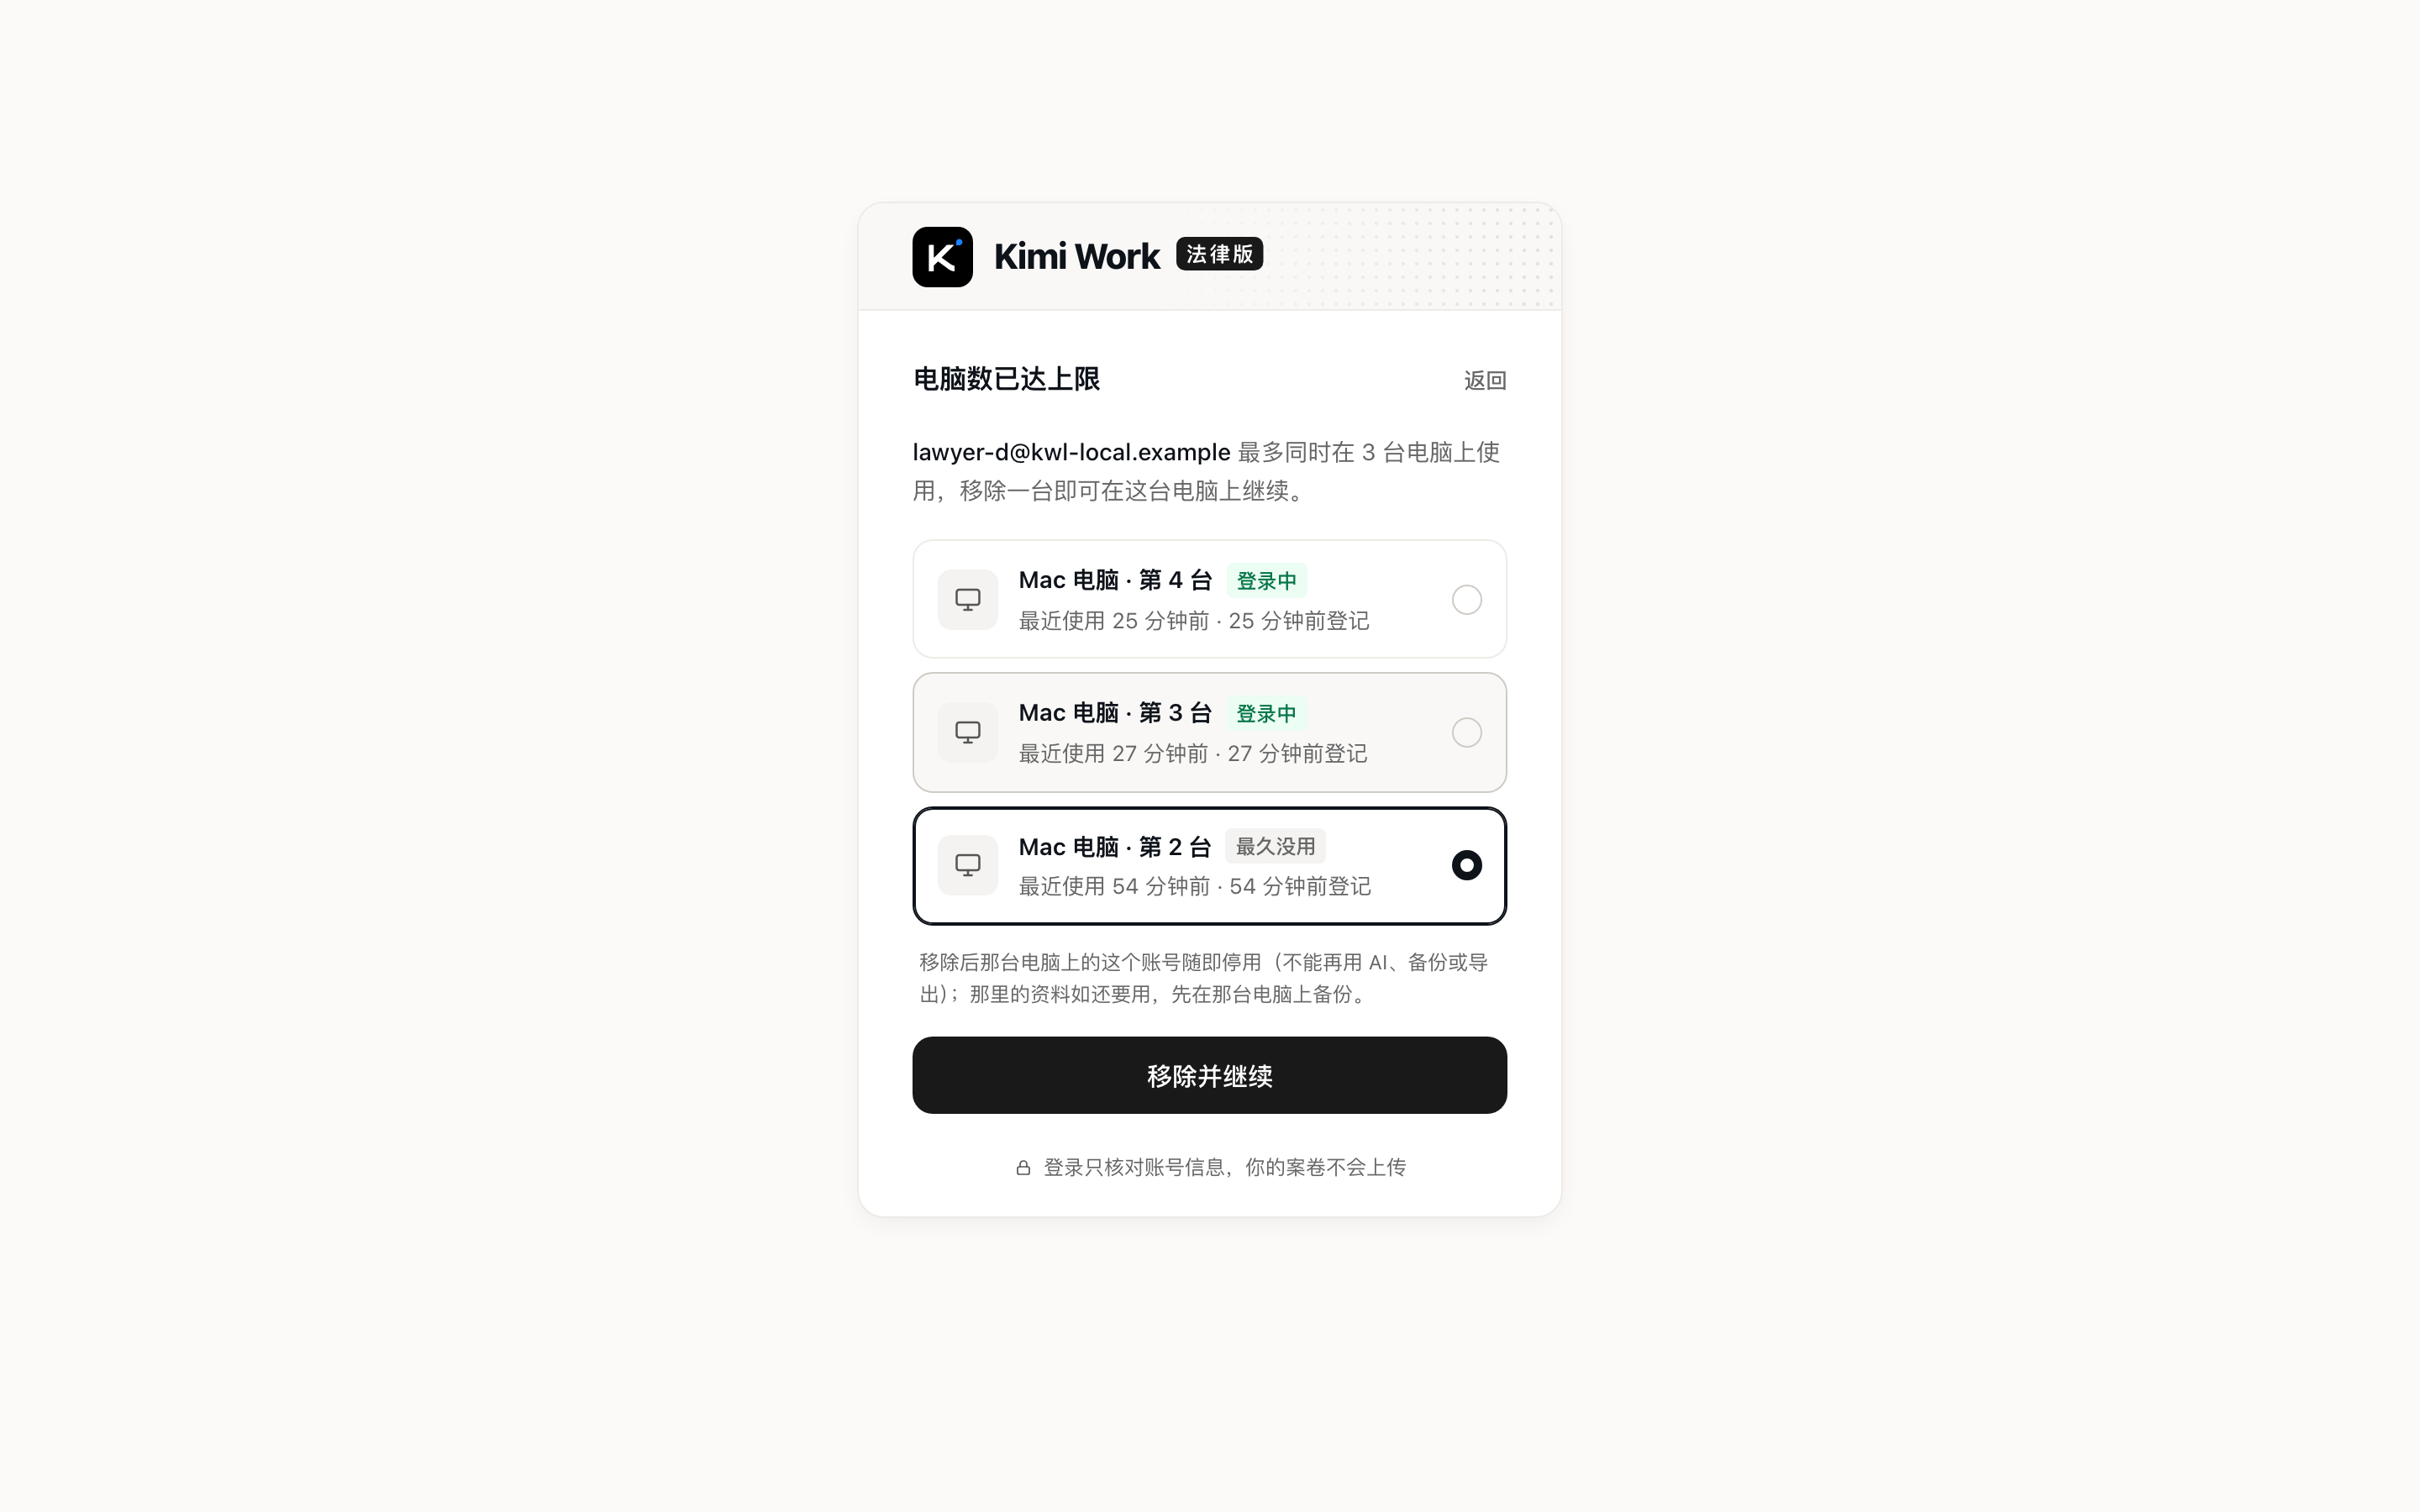 Kimi Work 法律版
电脑数已达上限 返回
lawyer-d@kwl-local.example 最多同时在 3 台电脑上使
用，移除一台即可在这台电脑上继续。
Mac 电脑 · 第 4 台 登录中
最近使用 25 分钟前 · 25 分钟前登记
Mac 电脑 · 第 3 台 登录中
最近使用 27 分钟前 · 27 分钟前登记
Mac 电脑 · 第 2 台 最久没用
最近使用 54 分钟前 · 54 分钟前登记
移除后那台电脑上的这个账号随即停用（不能再用 AI、备份或导
出）；那里的资料如还要用，先在那台电脑上备份。
移除并继续
登录只核对账号信息，你的案卷不会上传